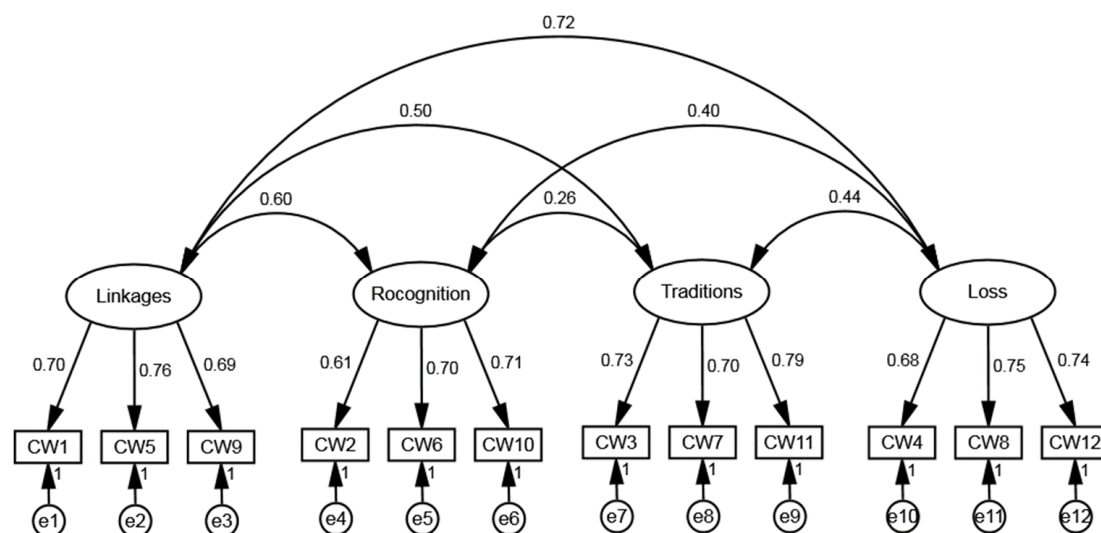 0.72
0.50 0.40
0.60 0.26 0.44
Linkages Rocognition Traditions Loss
0.70 0.76 0.69 0.61 0.70 0.71 0.73 0.70 0.79 0.68 0.75 0.74
CW1 CW5 CW9 CW2 CW6 CW10 CW3 CW7 CW11 CW4 CW8 CW12
1 1 1 1 1 1 1 1 1 1 1 1
e1 e2 e3 e4 e5 e6 e7 e8 e9 e10 e11 e12